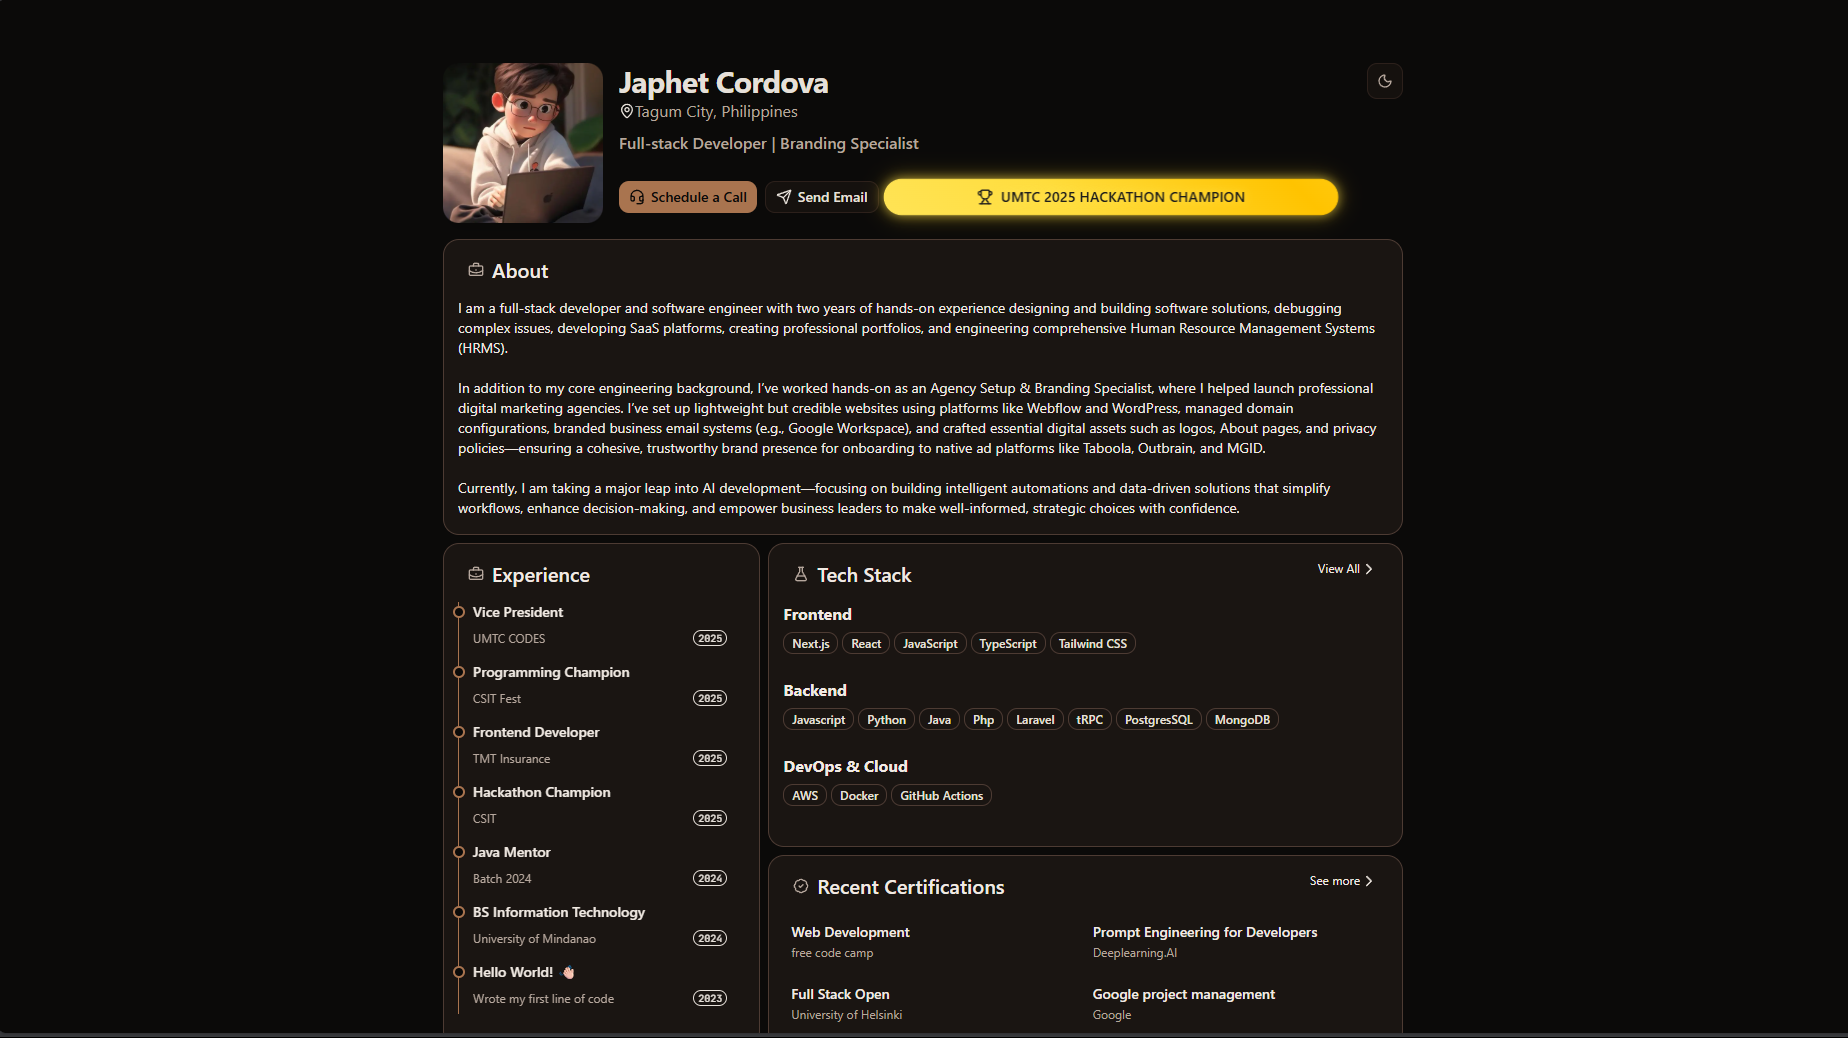 Japhet Cordova
Tagum City, Philippines
Full-stack Developer | Branding Specialist
Schedule a Call
Send Email
UMTC 2025 HACKATHON CHAMPION
About
I am a full-stack developer and software engineer with two years of hands-on experience designing and building software solutions, debugging
complex issues, developing SaaS platforms, creating professional portfolios, and engineering comprehensive Human Resource Management Systems
(HRMS).
In addition to my core engineering background, I’ve worked hands-on as an Agency Setup & Branding Specialist, where I helped launch professional
digital marketing agencies. I’ve set up lightweight but credible websites using platforms like Webflow and WordPress, managed domain
configurations, branded business email systems (e.g., Google Workspace), and crafted essential digital assets such as logos, About pages, and privacy
policies—ensuring a cohesive, trustworthy brand presence for onboarding to native ad platforms like Taboola, Outbrain, and MGID.
Currently, I am taking a major leap into AI development—focusing on building intelligent automations and data-driven solutions that simplify
workflows, enhance decision-making, and empower business leaders to make well-informed, strategic choices with confidence.
Experience
Vice President
UMTC CODES 2025
Programming Champion
CSIT Fest 2025
Frontend Developer
TMT Insurance 2025
Hackathon Champion
CSIT 2025
Java Mentor
Batch 2024 2024
BS Information Technology
University of Mindanao 2024
Hello World! 👋🏻
Wrote my first line of code 2023
Tech Stack
View All
Frontend
Next.js React JavaScript TypeScript Tailwind CSS
Backend
Javascript Python Java Php Laravel tRPC PostgresSQL MongoDB
DevOps & Cloud
AWS Docker GitHub Actions
Recent Certifications
See more
Web Development
free code camp
Prompt Engineering for Developers
Deeplearning.AI
Full Stack Open
University of Helsinki
Google project management
Google